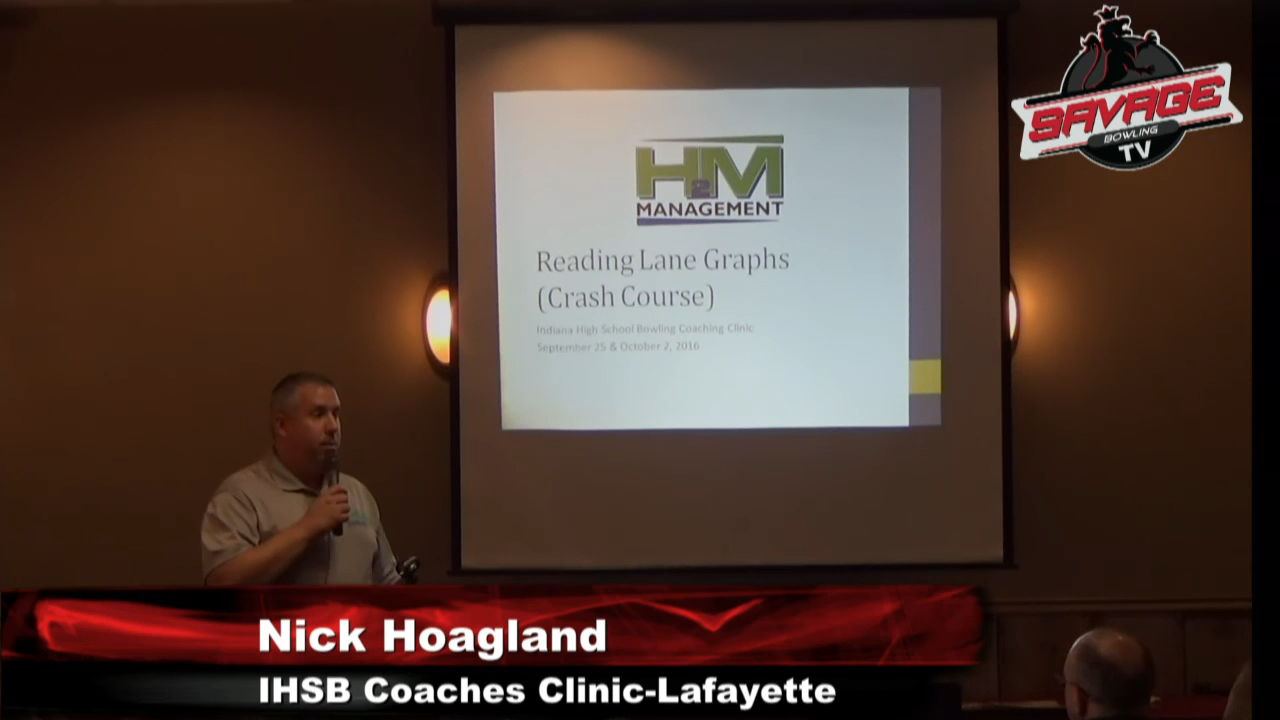 SAVAGE
BOWLING
TV
H2M
MANAGEMENT
Reading Lane Graphs
(Crash Course)
Indiana High School Bowling Coaching Clinic
September 25 & October 2, 2016
Nick Hoagland
IHSB Coaches Clinic-Lafayette